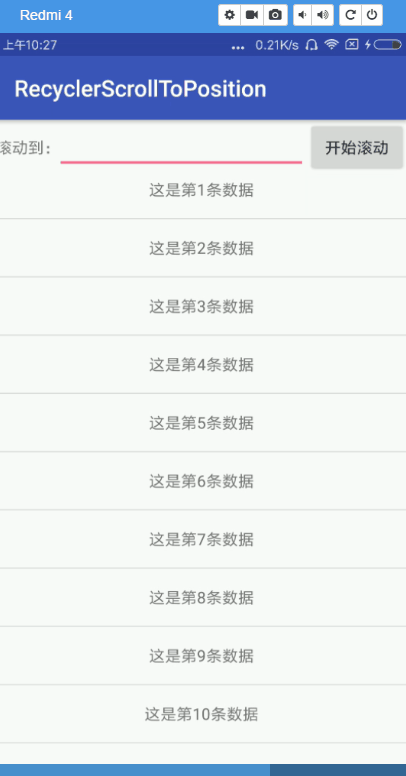 Redmi 4
上午10:27 ... 0.21K/s
RecyclerScrollToPosition
滚动到： 开始滚动
这是第1条数据
这是第2条数据
这是第3条数据
这是第4条数据
这是第5条数据
这是第6条数据
这是第7条数据
这是第8条数据
这是第9条数据
这是第10条数据